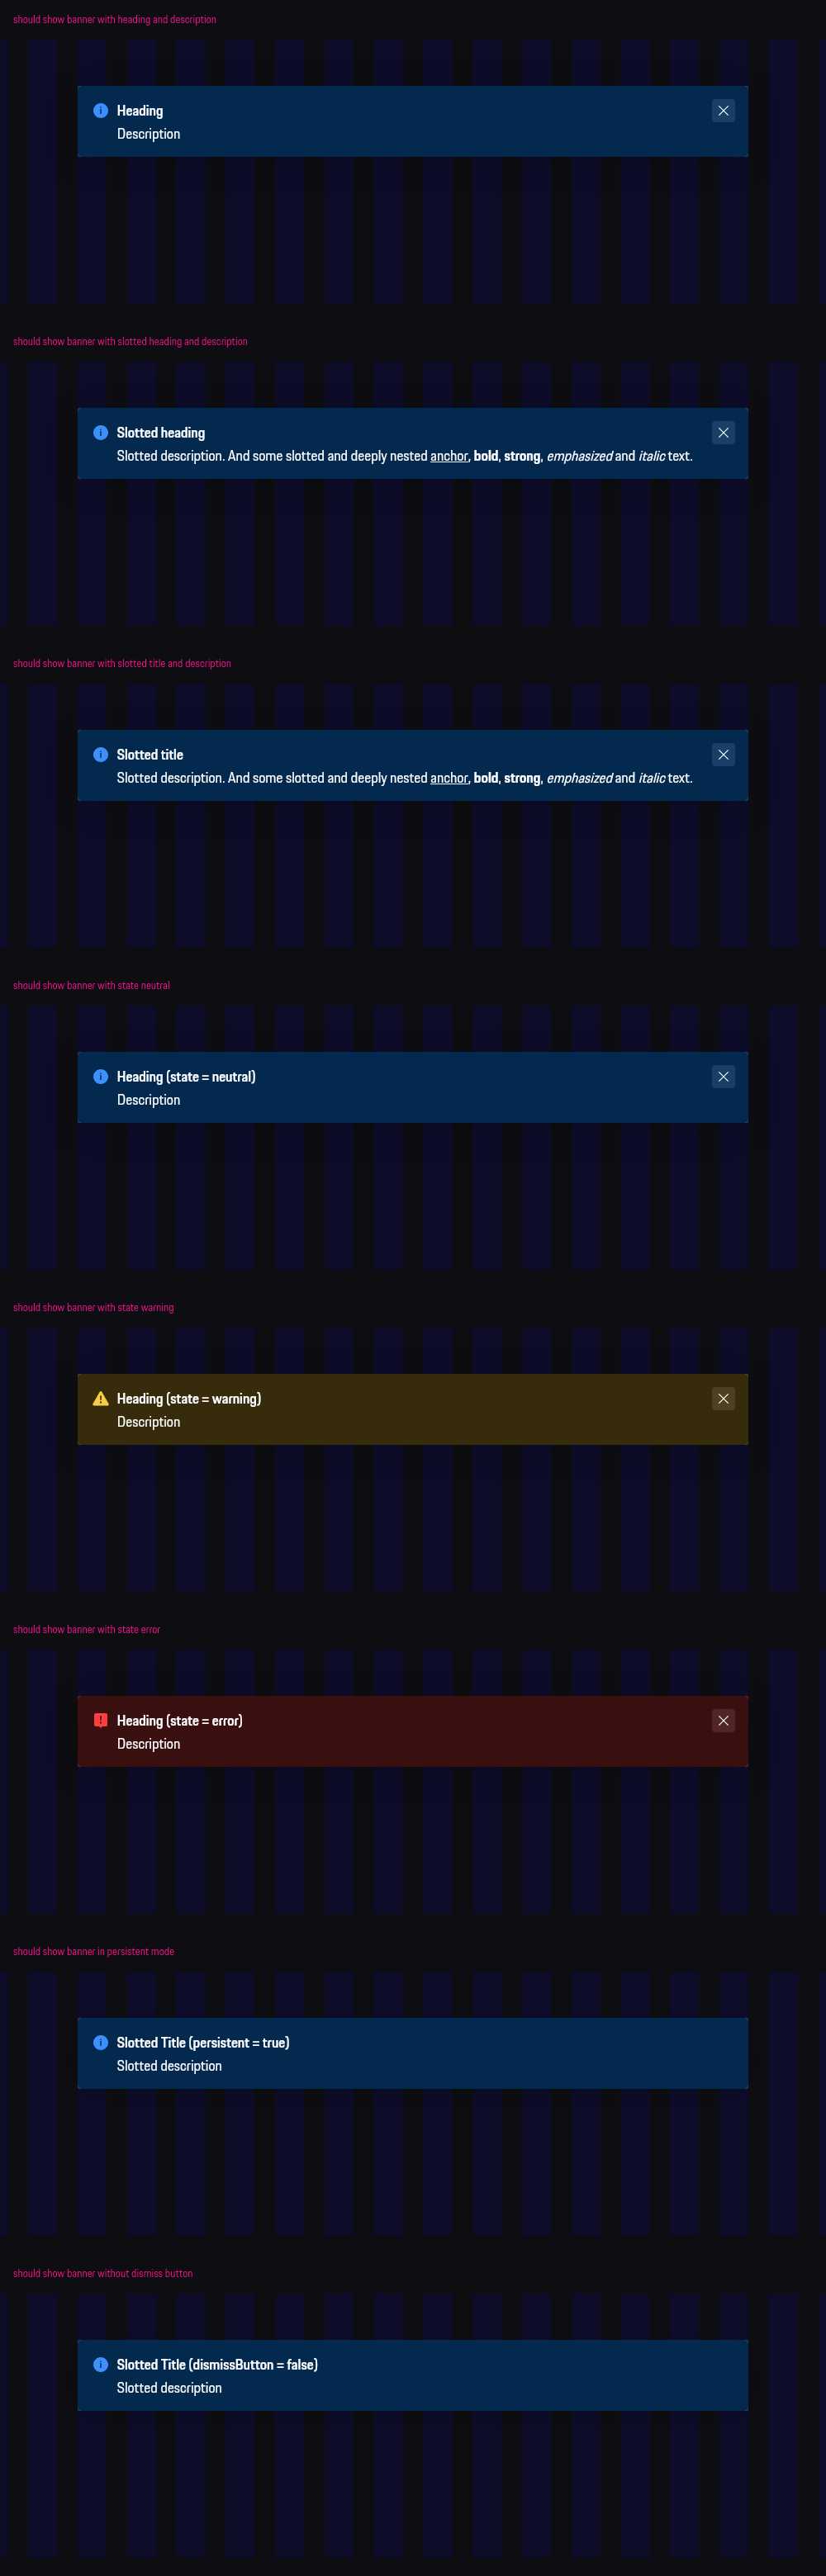 should show banner with heading and description
Heading
Description
should show banner with slotted heading and description
Slotted heading
Slotted description. And some slotted and deeply nested anchor, bold, strong, emphasized and italic text.
should show banner with slotted title and description
Slotted title
Slotted description. And some slotted and deeply nested anchor, bold, strong, emphasized and italic text.
should show banner with state neutral
Heading (state = neutral)
Description
should show banner with state warning
Heading (state = warning)
Description
should show banner with state error
Heading (state = error)
Description
should show banner in persistent mode
Slotted Title (persistent = true)
Slotted description
should show banner without dismiss button
Slotted Title (dismissButton = false)
Slotted description